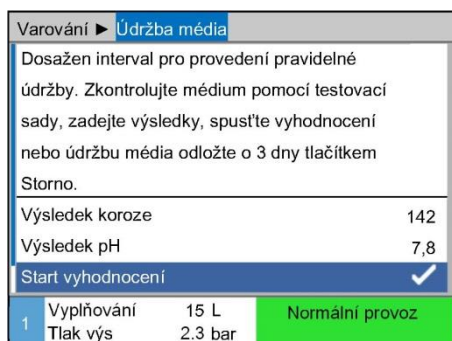 Varování ► Údržba média
Dosažen interval pro provedení pravidelné
údržby. Zkontrolujte médium pomocí testovací
sady, zadejte výsledky, spusťte vyhodnocení
nebo údržbu média odložte o 3 dny tlačítkem
Storno.
Výsledek koroze 142
Výsledek pH 7,8
Start vyhodnocení ✓
1 Vyplňování 15 L Normální provoz
Tlak výs 2.3 bar